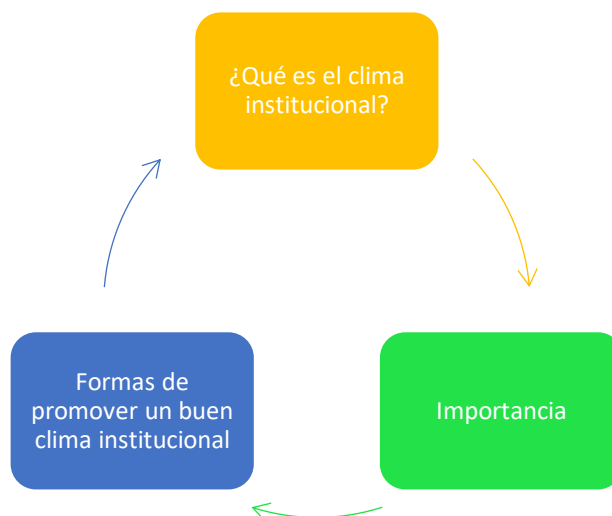 ¿Qué es el clima
institucional?
Importancia
Formas de
promover un buen
clima institucional